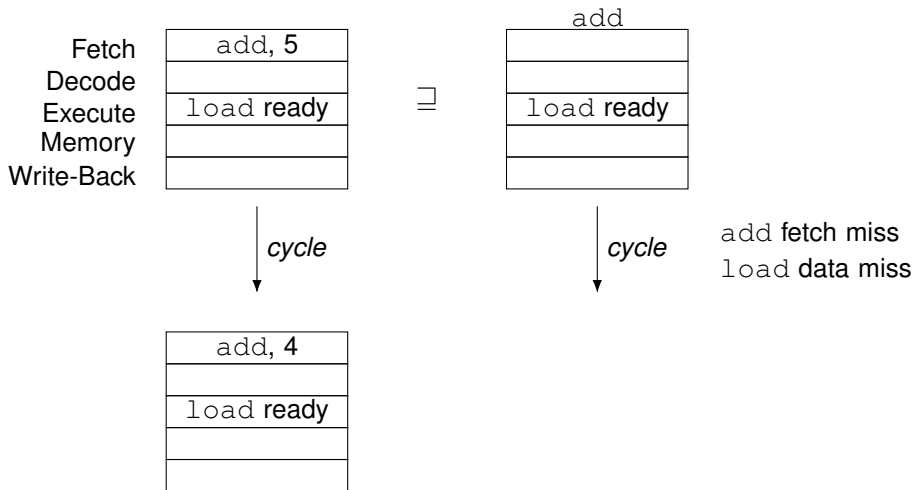 add
Fetch
add, 5
Decode
Execute
load ready
⊒
load ready
Memory
Write-Back
cycle
cycle
add fetch miss
load data miss
add, 4
load ready